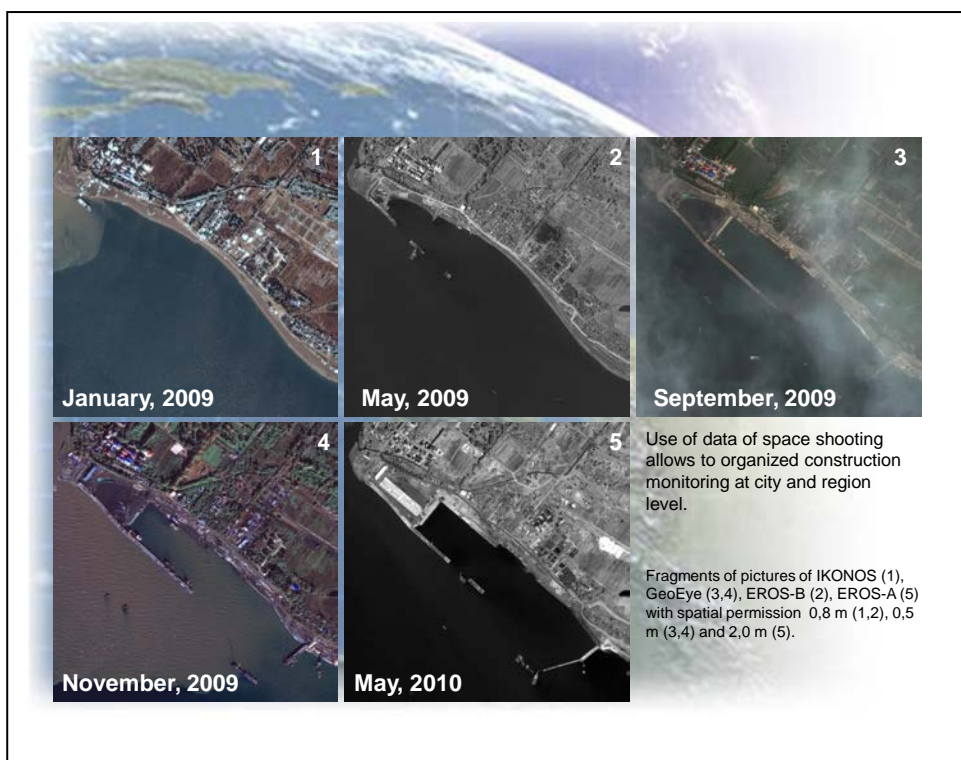 1
January, 2009
2
May, 2009
3
September, 2009
4
November, 2009
5
May, 2010
Use of data of space shooting
allows to organized construction
monitoring at city and region
level.
Fragments of pictures of IKONOS (1),
GeoEye (3,4), EROS-B (2), EROS-A (5)
with spatial permission 0,8 m (1,2), 0,5
m (3,4) and 2,0 m (5).